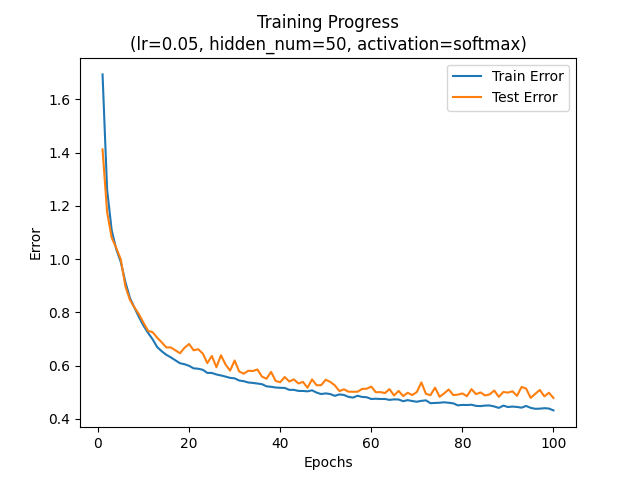 Training Progress
(lr=0.05, hidden_num=50, activation=softmax)
Train Error
Test Error
Error
1.6
1.4
1.2
1.0
0.8
0.6
0.4
0 20 40 60 80 100
Epochs